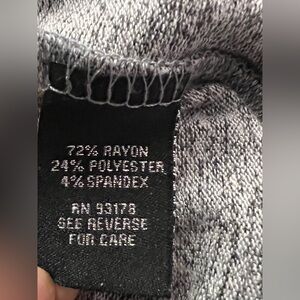 72% RAYON
24% POLYESTER
4% SPANDEX
RN 93178
SEE REVERSE
FOR CARE